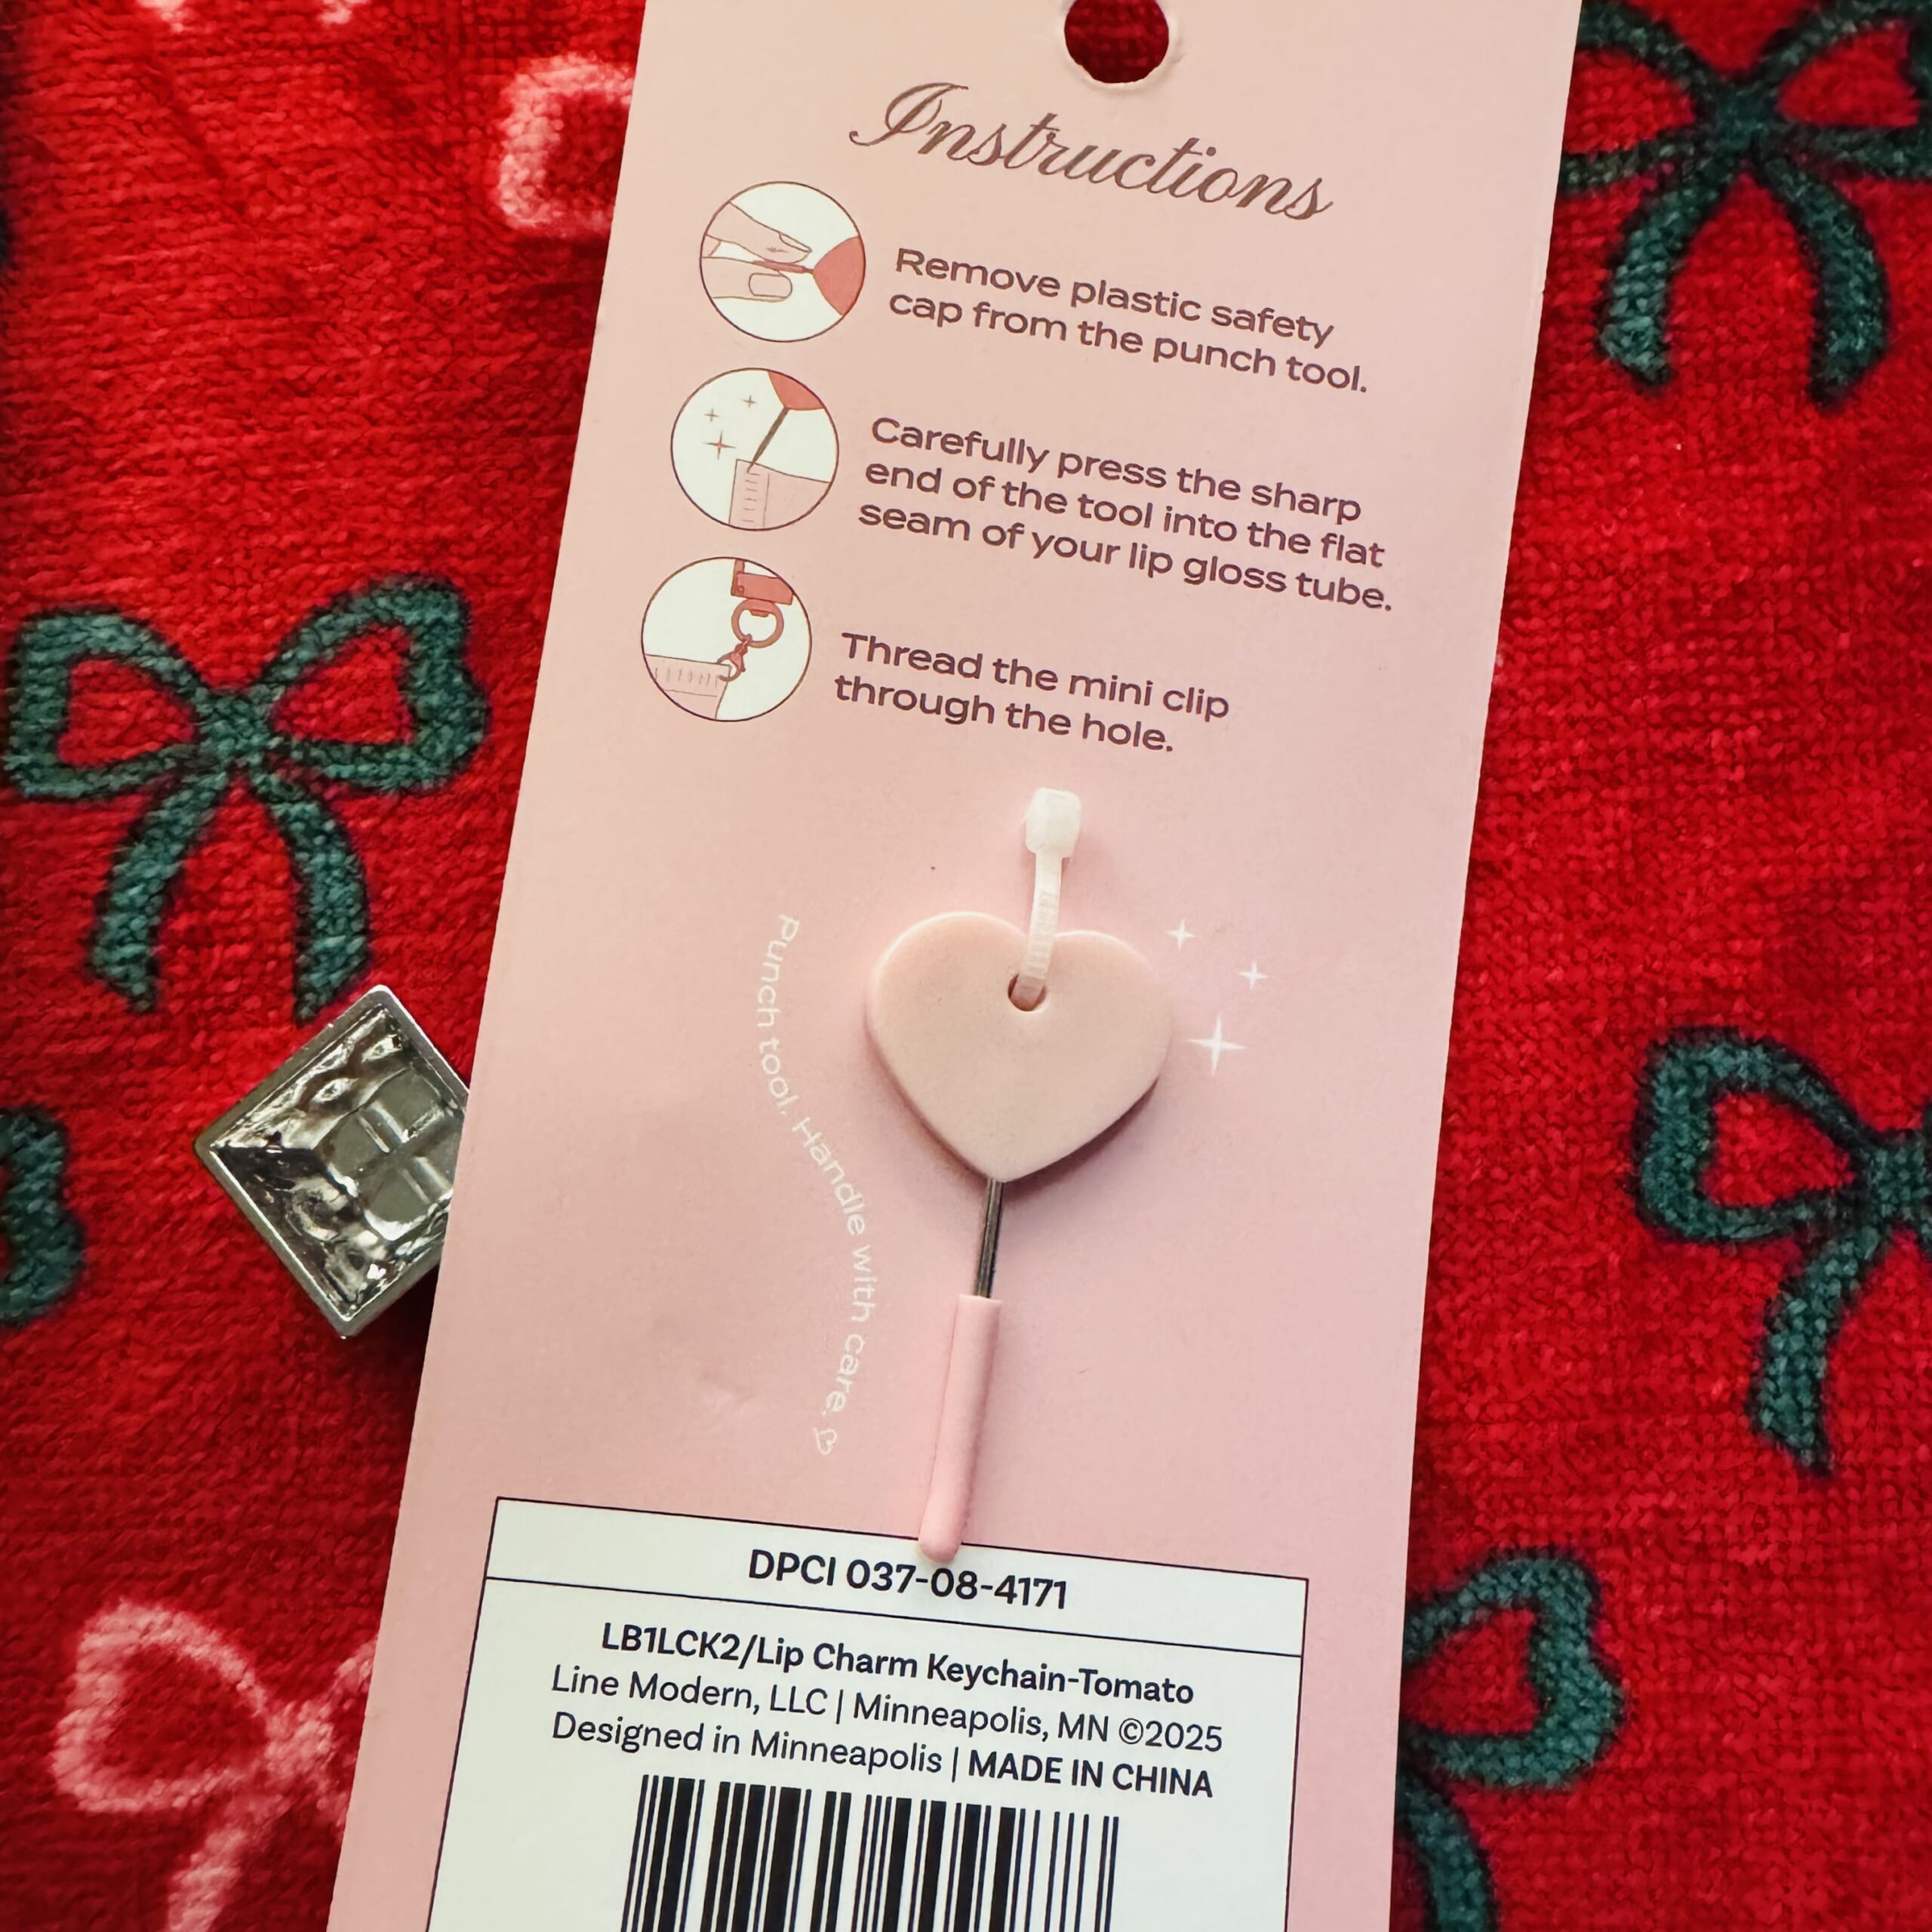 Instructions
Remove plastic safety
cap from the punch tool.
Carefully press the sharp
end of the tool into the flat
seam of your lip gloss tube.
Thread the mini clip
through the hole.
Punch tool. Handle with care.
DPCI 037-08-4171
LB1LCK2/Lip Charm Keychain-Tomato
Line Modern, LLC | Minneapolis, MN ©2025
Designed in Minneapolis | MADE IN CHINA